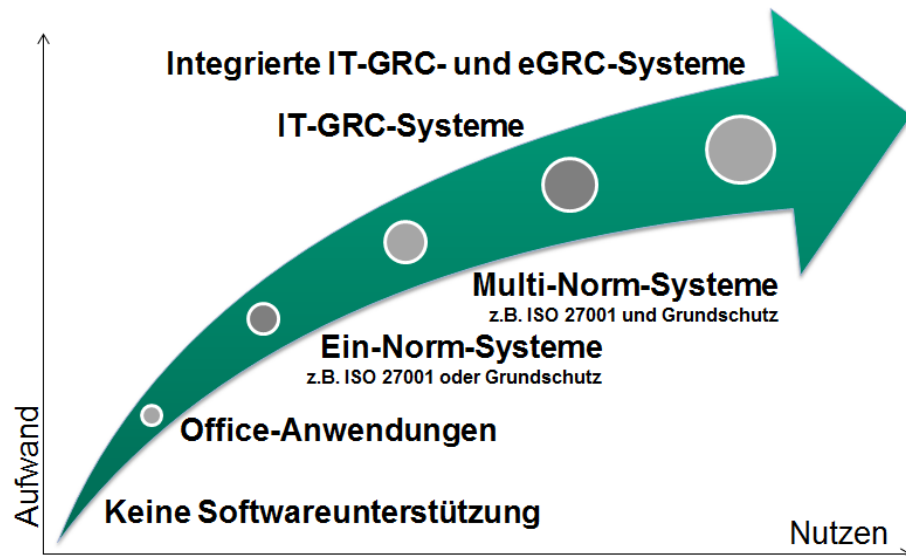 Integrierte IT-GRC- und eGRC-Systeme
IT-GRC-Systeme
Multi-Norm-Systeme
z.B. ISO 27001 und Grundschutz
Ein-Norm-Systeme
z.B. ISO 27001 oder Grundschutz
Office-Anwendungen
Keine Softwareunterstützung
Aufwand
Nutzen